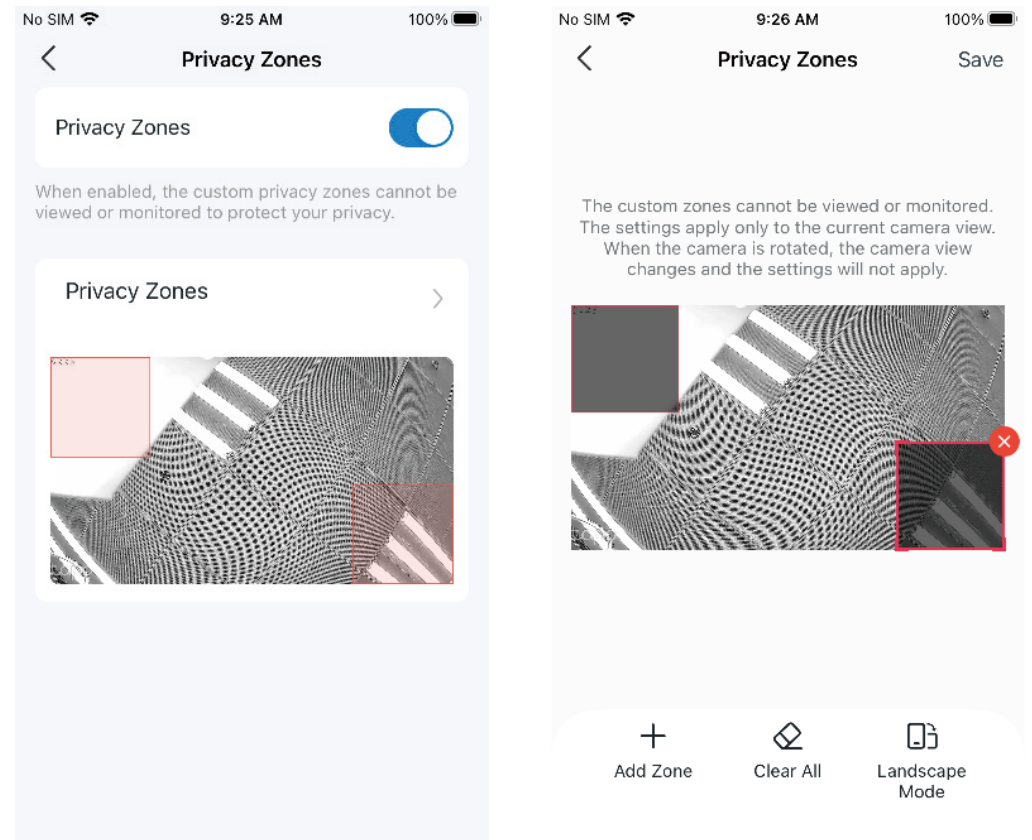 No SIM 9:25 AM 100%
Privacy Zones
Privacy Zones
When enabled, the custom privacy zones cannot be
viewed or monitored to protect your privacy.
Privacy Zones
No SIM 9:26 AM 100%
Privacy Zones Save
The custom zones cannot be viewed or monitored.
The settings apply only to the current camera view.
When the camera is rotated, the camera view
changes and the settings will not apply.
Add Zone
Clear All
Landscape
Mode